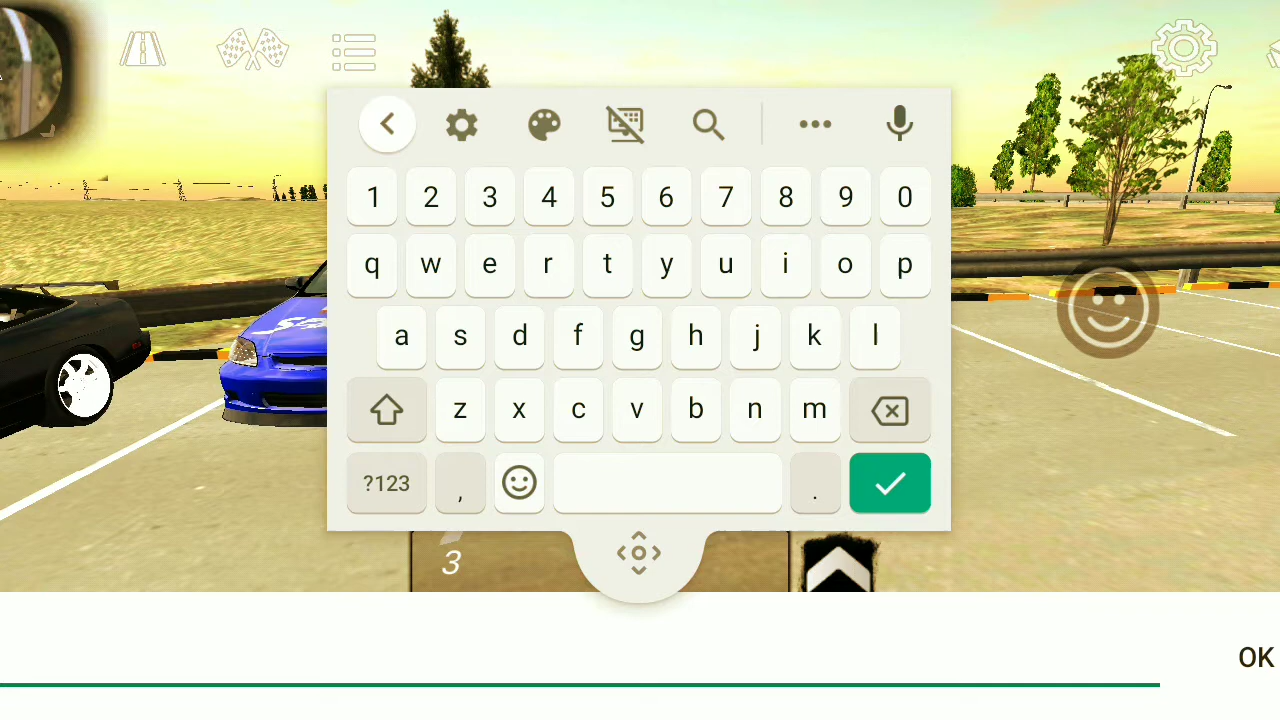 1 2 3 4 5 6 7 8 9 0
q w e r t y u i o p
a s d f g h j k l
z x c v b n m
?123 , .
3
OK